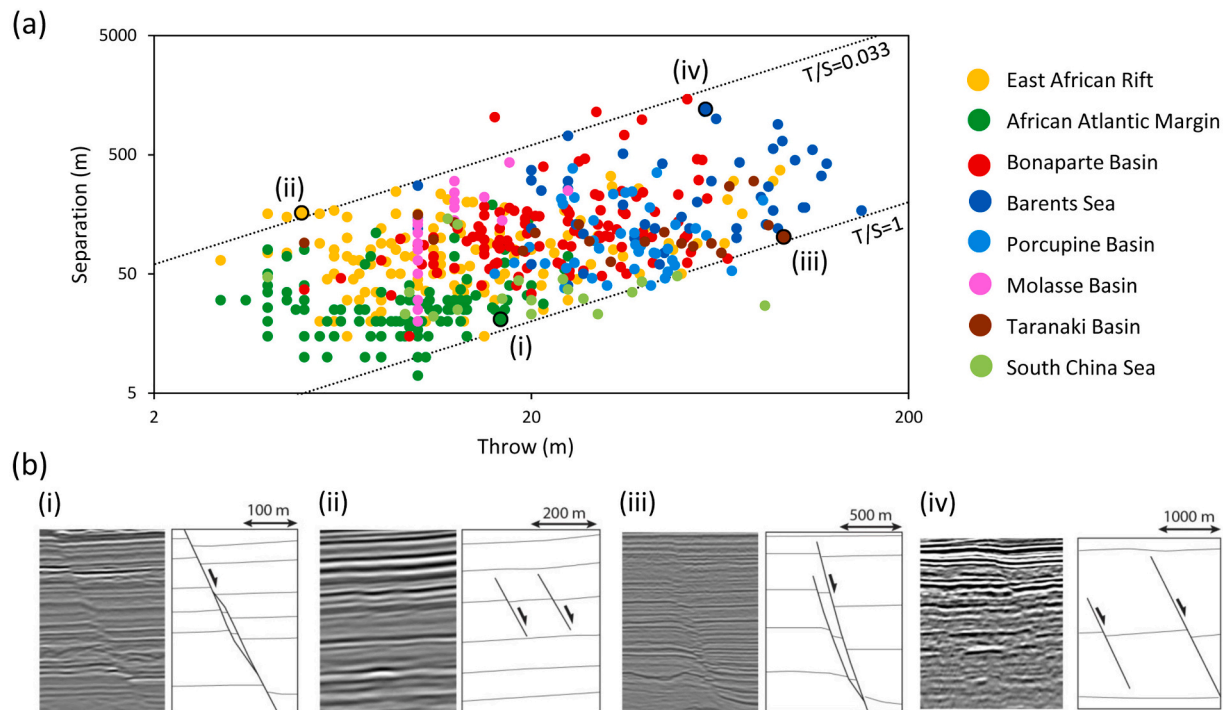 (a)
5000
500
50
5
Separation (m)
2
20
200
Throw (m)
T/S=0.033
T/S=1
(i)
(ii)
(iii)
(iv)
East African Rift
African Atlantic Margin
Bonaparte Basin
Barents Sea
Porcupine Basin
Molasse Basin
Taranaki Basin
South China Sea
(b)
(i)
100 m
(ii)
200 m
(iii)
500 m
(iv)
1000 m